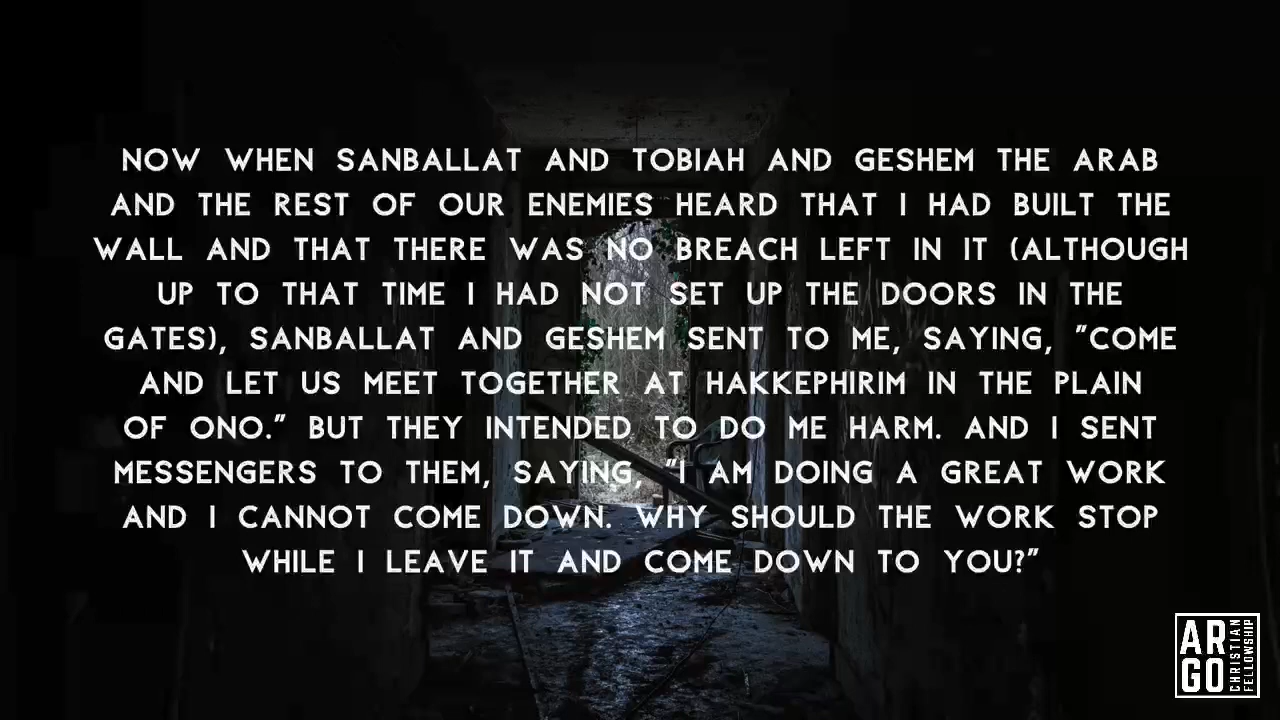 NOW WHEN SANBALLAT AND TOBIAH AND GESHEM THE ARAB
AND THE REST OF OUR ENEMIES HEARD THAT I HAD BUILT THE
WALL AND THAT THERE WAS NO BREACH LEFT IN IT (ALTHOUGH
UP TO THAT TIME I HAD NOT SET UP THE DOORS IN THE
GATES), SANBALLAT AND GESHEM SENT TO ME, SAYING, "COME
AND LET US MEET TOGETHER AT HAKKEPHIRIM IN THE PLAIN
OF ONO." BUT THEY INTENDED TO DO ME HARM. AND I SENT
MESSENGERS TO THEM, SAYING, "I AM DOING A GREAT WORK
AND I CANNOT COME DOWN. WHY SHOULD THE WORK STOP
WHILE I LEAVE IT AND COME DOWN TO YOU?"
ARGO
CHRISTIAN
FELLOWSHIP